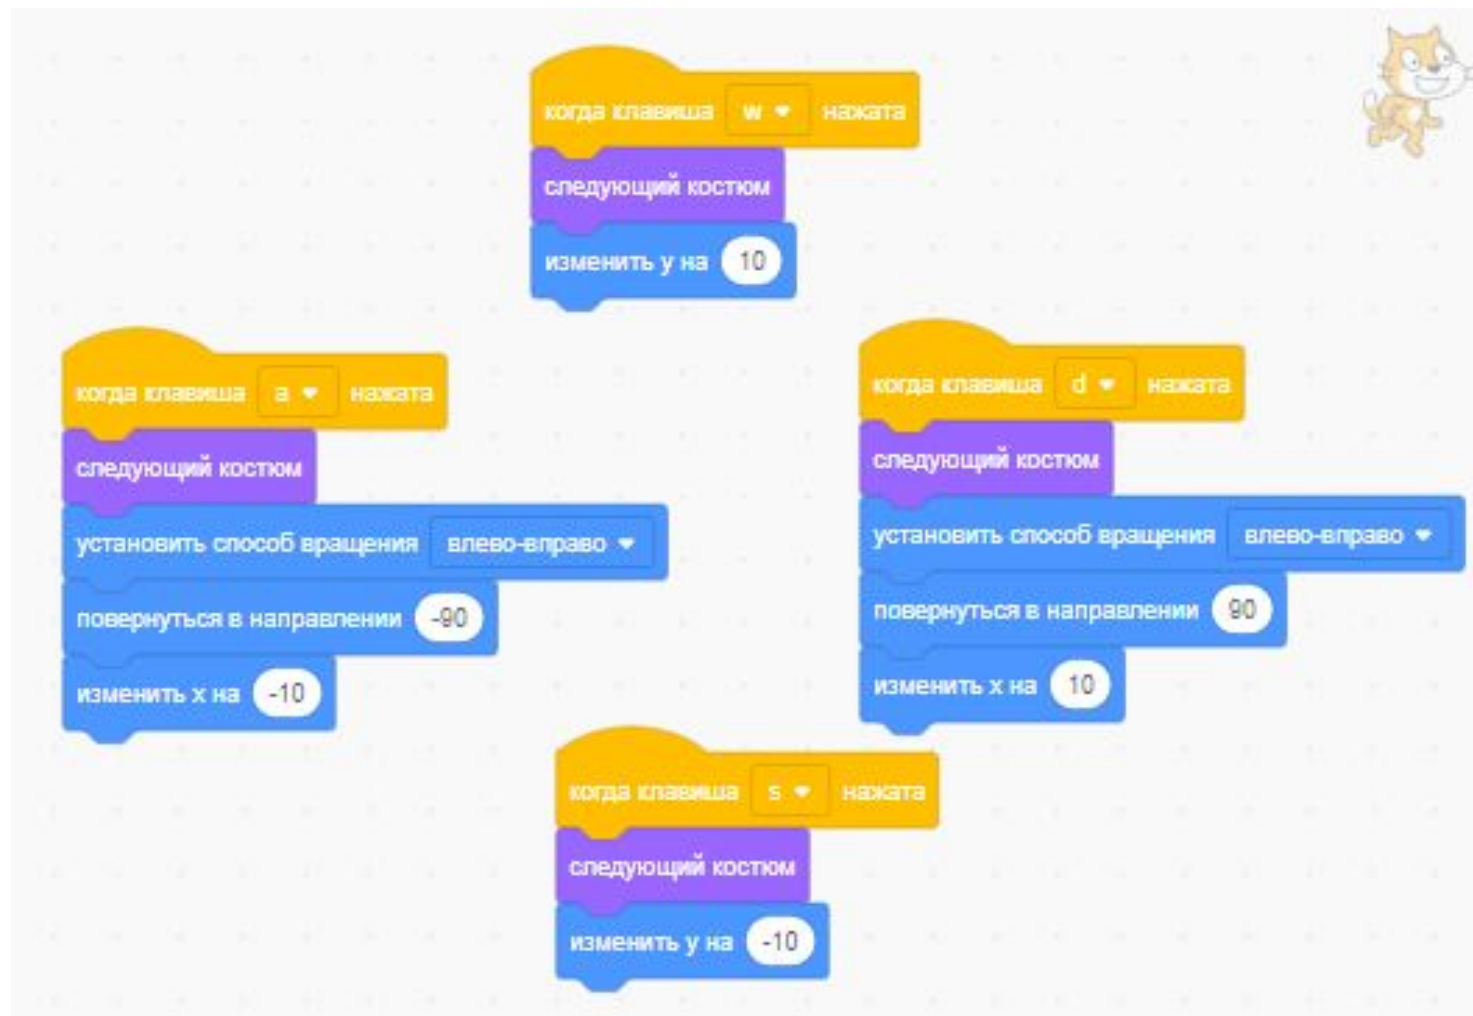 когда клавиша w нажата
следующий костюм
изменить y на 10
когда клавиша a нажата
следующий костюм
установить способ вращения влево-вправо
повернуться в направлении -90
изменить x на -10
когда клавиша d нажата
следующий костюм
установить способ вращения влево-вправо
повернуться в направлении 90
изменить x на 10
когда клавиша s нажата
следующий костюм
изменить y на -10